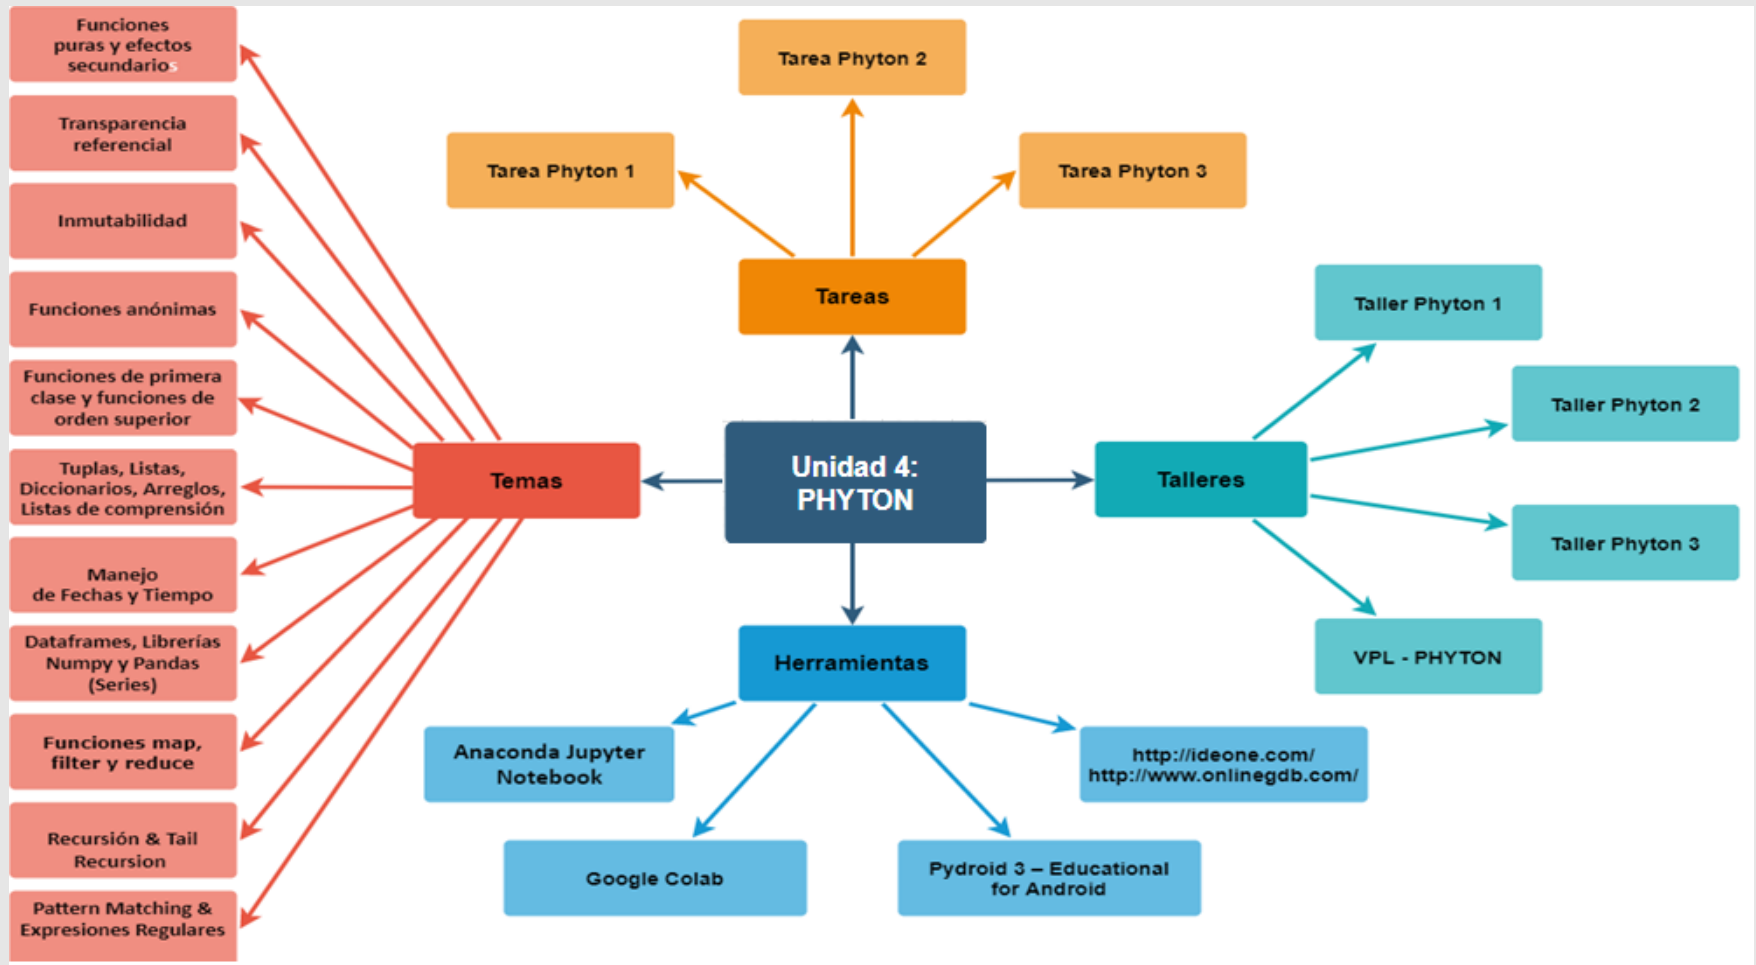 Funciones
puras y efectos
secundarios
Transparencia
referencial
Inmutabilidad
Funciones anónimas
Funciones de primera
clase y funciones de
orden superior
Tuplas, Listas,
Diccionarios, Arreglos,
Listas de comprensión
Manejo
de Fechas y Tiempo
Dataframes, Librerías
Numpy y Pandas
(Series)
Funciones map,
filter y reduce
Recursión & Tail
Recursion
Pattern Matching &
Expresiones Regulares
Temas
Tarea Phyton 1
Tarea Phyton 2
Tarea Phyton 3
Tareas
Unidad 4:
PHYTON
Talleres
Taller Phyton 1
Taller Phyton 2
Taller Phyton 3
VPL - PHYTON
Herramientas
Anaconda Jupyter
Notebook
Google Colab
Pydroid 3 – Educational
for Android
http://ideone.com/
http://www.onlinegdb.com/